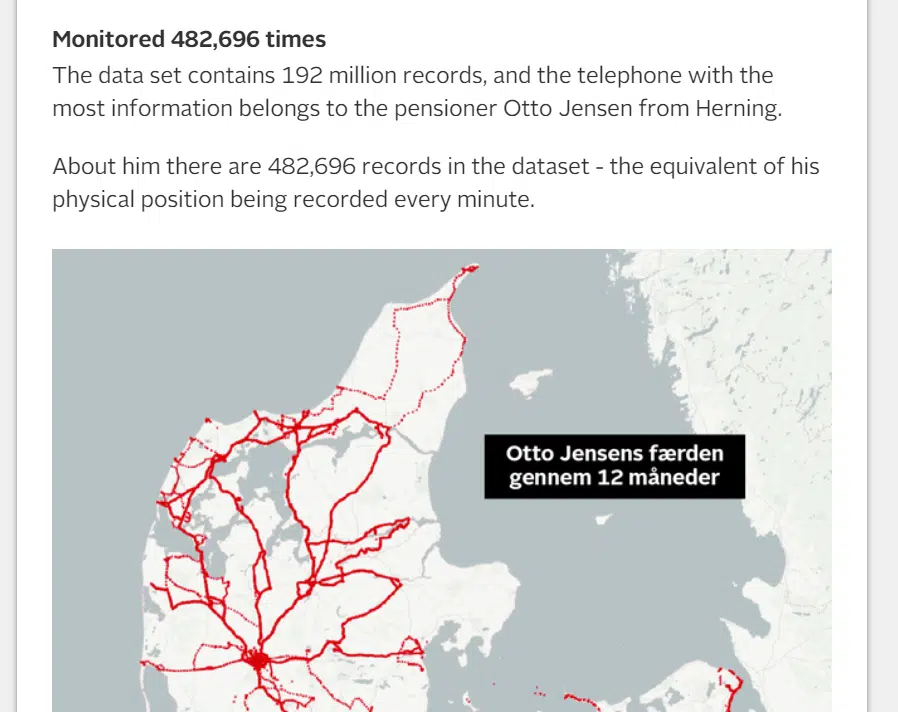 Monitored 482,696 times
The data set contains 192 million records, and the telephone with the
most information belongs to the pensioner Otto Jensen from Herning.
About him there are 482,696 records in the dataset - the equivalent of his
physical position being recorded every minute.
Otto Jensens færden
gennem 12 måneder